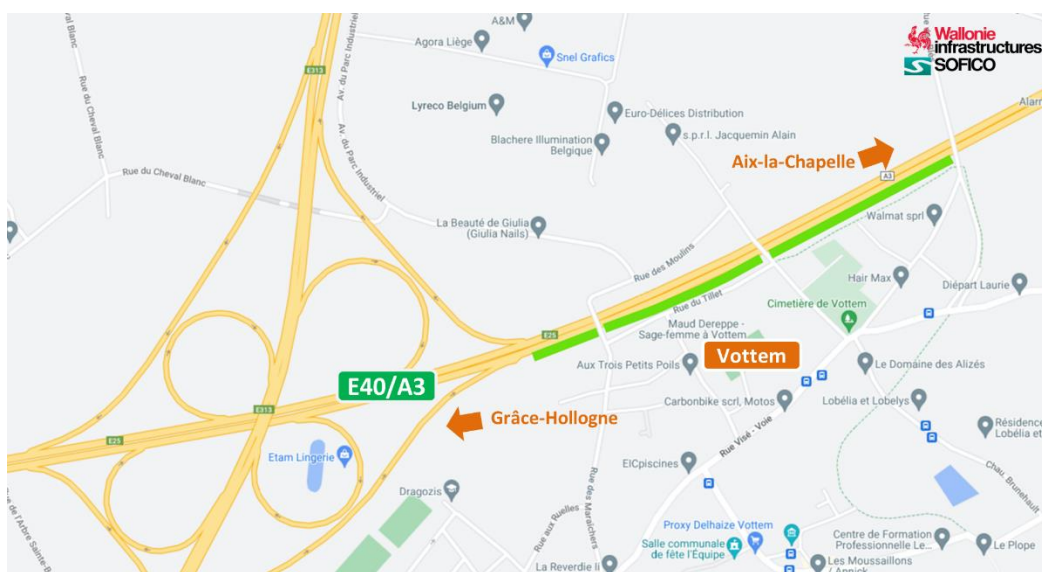 A&M
Agora Liège
Snel Grafics
Wallonie
infrastructures
SOFICO
E313
Rue du Cheval Blanc
Av. du Parc Industriel
Lyreco Belgium
Euro-Délices Distribution
s.p.r.l. Jacquemin Alain
Blachere Illumination
Belgique
Aix-la-Chapelle
A3
Rue du Cheval Blanc
Av. du Parc Industriel
La Beauté de Giulia
(Giulia Nails)
Walmat sprl
Rue des Moulins
Hair Max
Diépart Laurie
Rue du Tillet
Cimetière de Vottem
E313
E25
Maud Dereppe -
Sage-femme à Vottem
Vottem
Aux Trois Petits Poils
Le Domaine des Alizés
E40/A3
Carbonbike scrl, Motos
Lobélia et Lobelys
E313
Grâce-Hollogne
Résidence
Lobélia et
E25
Etam Lingerie
Rue Visé - Voie
EICpiscines
Dragozis
Rue des Maraichers
Chau. Brunehault
Rue aux Ruelles
Proxy Delhaize Vottem
Salle communale
de fête l'Équipe
Centre de Formation
Professionnelle Le...
Le Plope
Les Moussaillons
La Reverdie